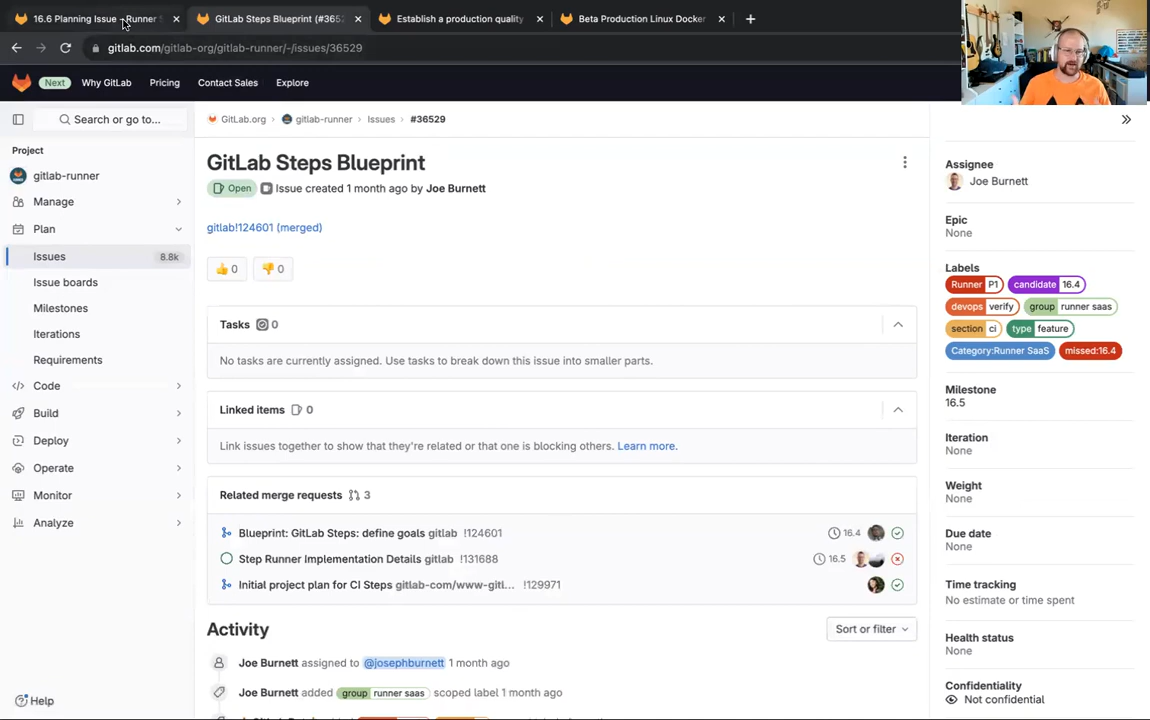 16.6 Planning Issue - Runner S
GitLab Steps Blueprint (#3652
Establish a production quality
Beta Production Linux Docker
gitlab.com/gitlab-org/gitlab-runner/-/issues/36529
Next
Why GitLab
Pricing
Contact Sales
Explore
Search or go to...
GitLab.org
gitlab-runner
Issues
#36529
Project
gitlab-runner
Manage
Plan
Issues
8.8k
Issue boards
Milestones
Iterations
Requirements
Code
Build
Deploy
Operate
Monitor
Analyze
Help
GitLab Steps Blueprint
Open Issue created 1 month ago by Joe Burnett
gitlab!124601 (merged)
👍 0
👎 0
Tasks 0
No tasks are currently assigned. Use tasks to break down this issue into smaller parts.
Linked items 0
Link issues together to show that they're related or that one is blocking others. Learn more.
Related merge requests 3
Blueprint: GitLab Steps: define goals gitlab !124601
16.4
Step Runner Implementation Details gitlab !131688
16.5
Initial project plan for CI Steps gitlab-com/www-gitl... !129971
Activity
Sort or filter
Joe Burnett assigned to @josephburnett 1 month ago
Joe Burnett added group runner saas scoped label 1 month ago
Assignee
Joe Burnett
Epic
None
Labels
Runner P1 candidate 16.4
devops verify group runner saas
section ci type feature
Category:Runner SaaS missed:16.4
Milestone
16.5
Iteration
None
Weight
None
Due date
None
Time tracking
No estimate or time spent
Health status
None
Confidentiality
Not confidential